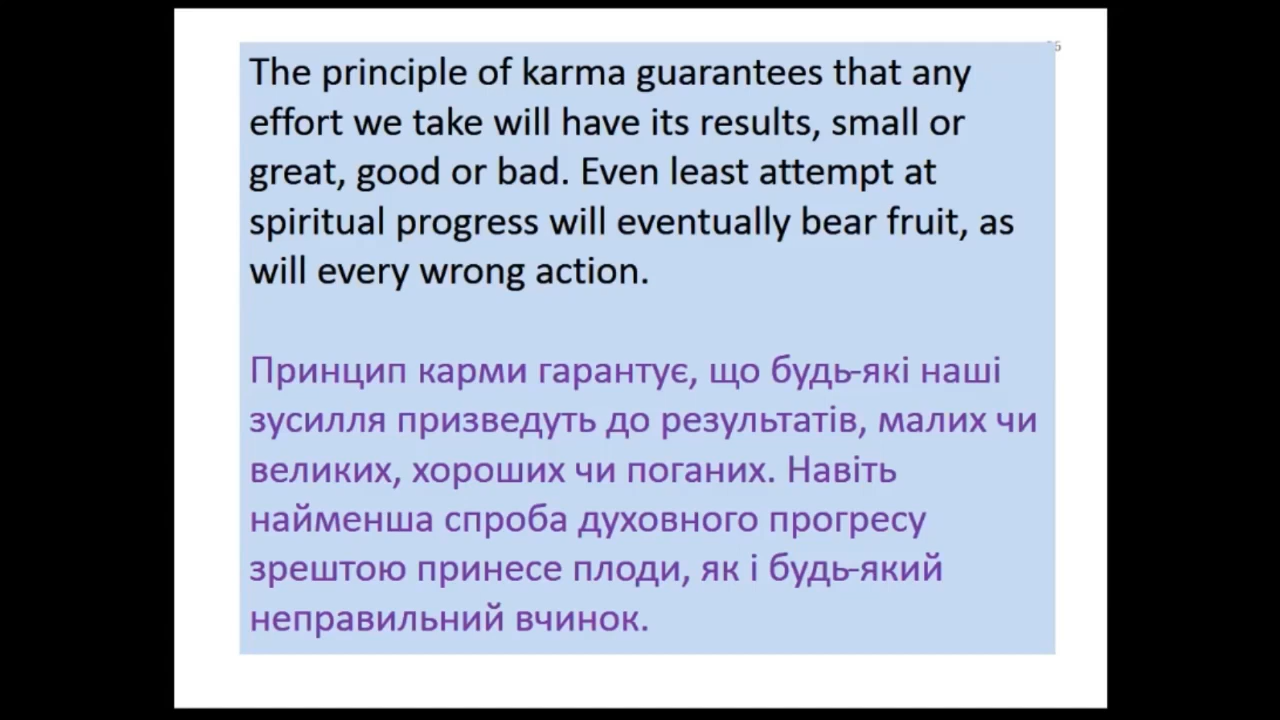 The principle of karma guarantees that any
effort we take will have its results, small or
great, good or bad. Even least attempt at
spiritual progress will eventually bear fruit, as
will every wrong action.
Принцип карми гарантує, що будь-які наші
зусилля призведуть до результатів, малих чи
великих, хороших чи поганих. Навіть
найменша спроба духовного прогресу
зрештою принесе плоди, як і будь-який
неправильний вчинок.